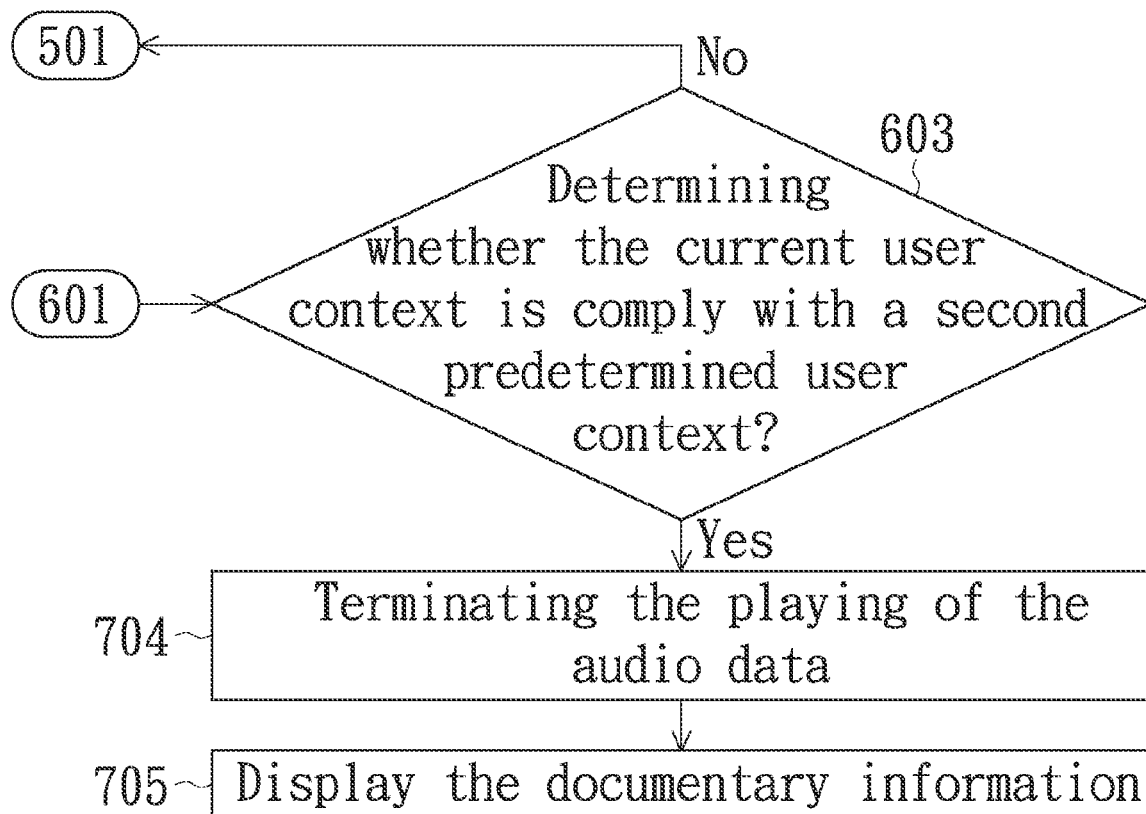 501
No
603
Determining
whether the current user
601
context is comply with a second
predetermined user
context?
Yes
704
Terminating the playing of the
audio data
705
Display the documentary information